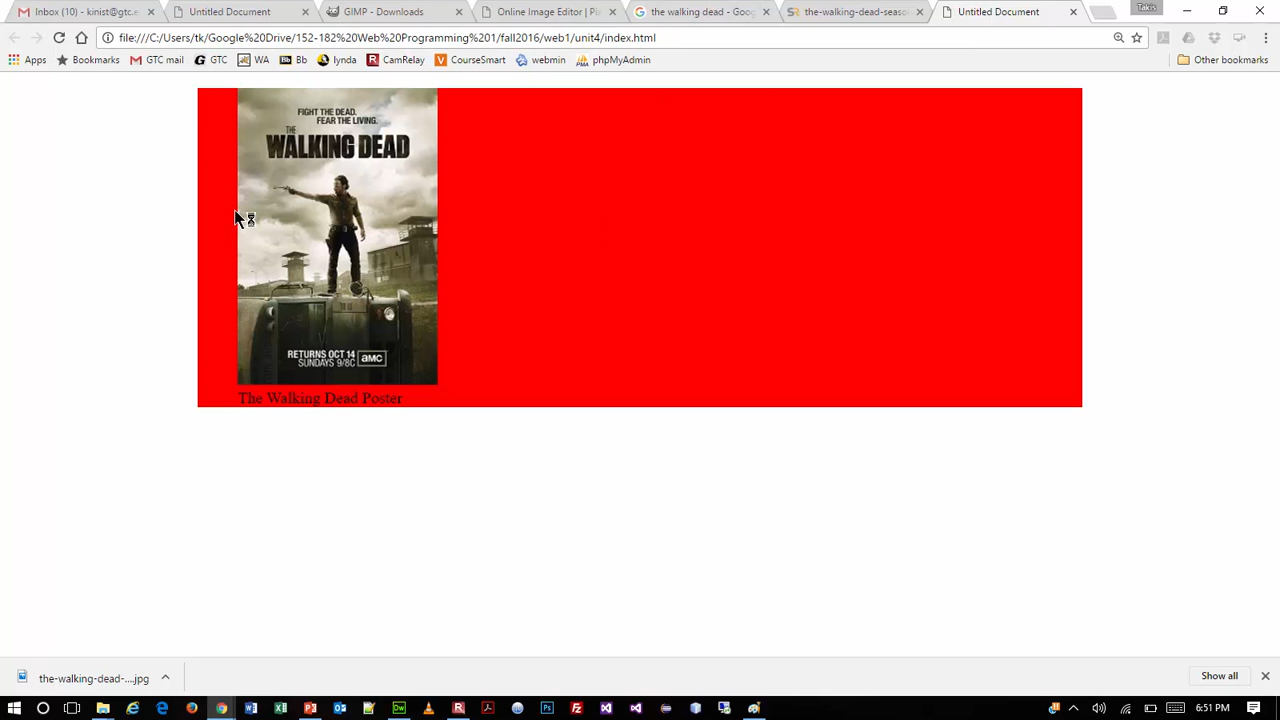 Inbox (10) - kinist@gtc.e
Untitled Document
GIMP - Downloads
Online Image Editor | Pi
the walking dead - Goog
the-walking-dead-seaso
Untitled Document
Takis
file:///C:/Users/tk/Google%20Drive/152-182%20Web%20Programming%201/fall2016/web1/unit4/index.html
Apps
Bookmarks
GTC mail
GTC
WA
Bb
lynda
CamRelay
CourseSmart
webmin
phpMyAdmin
Other bookmarks
FIGHT THE DEAD.
FEAR THE LIVING.
THE
WALKING DEAD
RETURNS OCT 14
SUNDAYS 9/8C
amc
The Walking Dead Poster
the-walking-dead-....jpg
Show all
6:51 PM